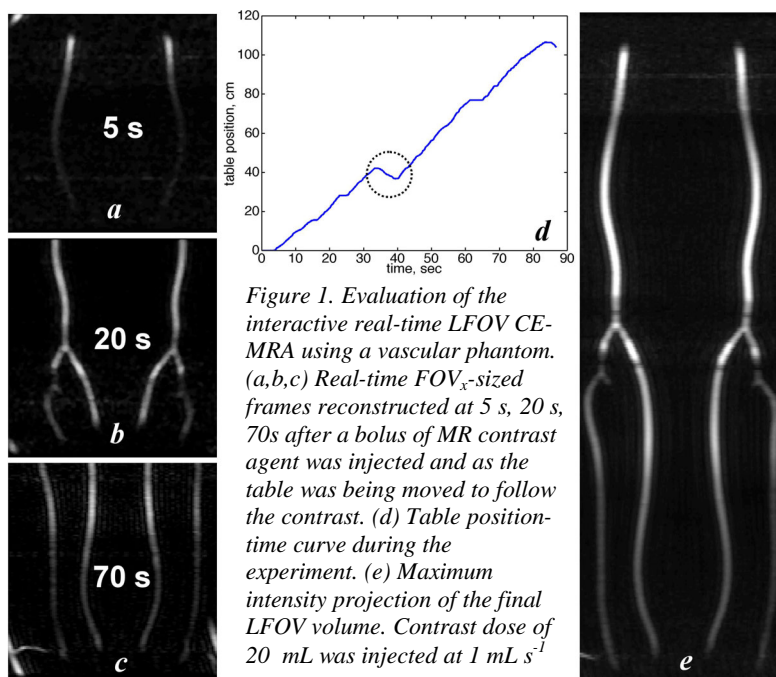 5 s
a
20 s
b
70 s
c
table position, cm
120
100
80
60
40
20
0
0 10 20 30 40 50 60 70 80 90
time, sec
d
Figure 1. Evaluation of the
interactive real-time LFOV CE-
MRA using a vascular phantom.
(a,b,c) Real-time FOVx-sized
frames reconstructed at 5 s, 20 s,
70s after a bolus of MR contrast
agent was injected and as the
table was being moved to follow
the contrast. (d) Table position-
time curve during the
experiment. (e) Maximum
intensity projection of the final
LFOV volume. Contrast dose of
20 mL was injected at 1 mL s-1
e